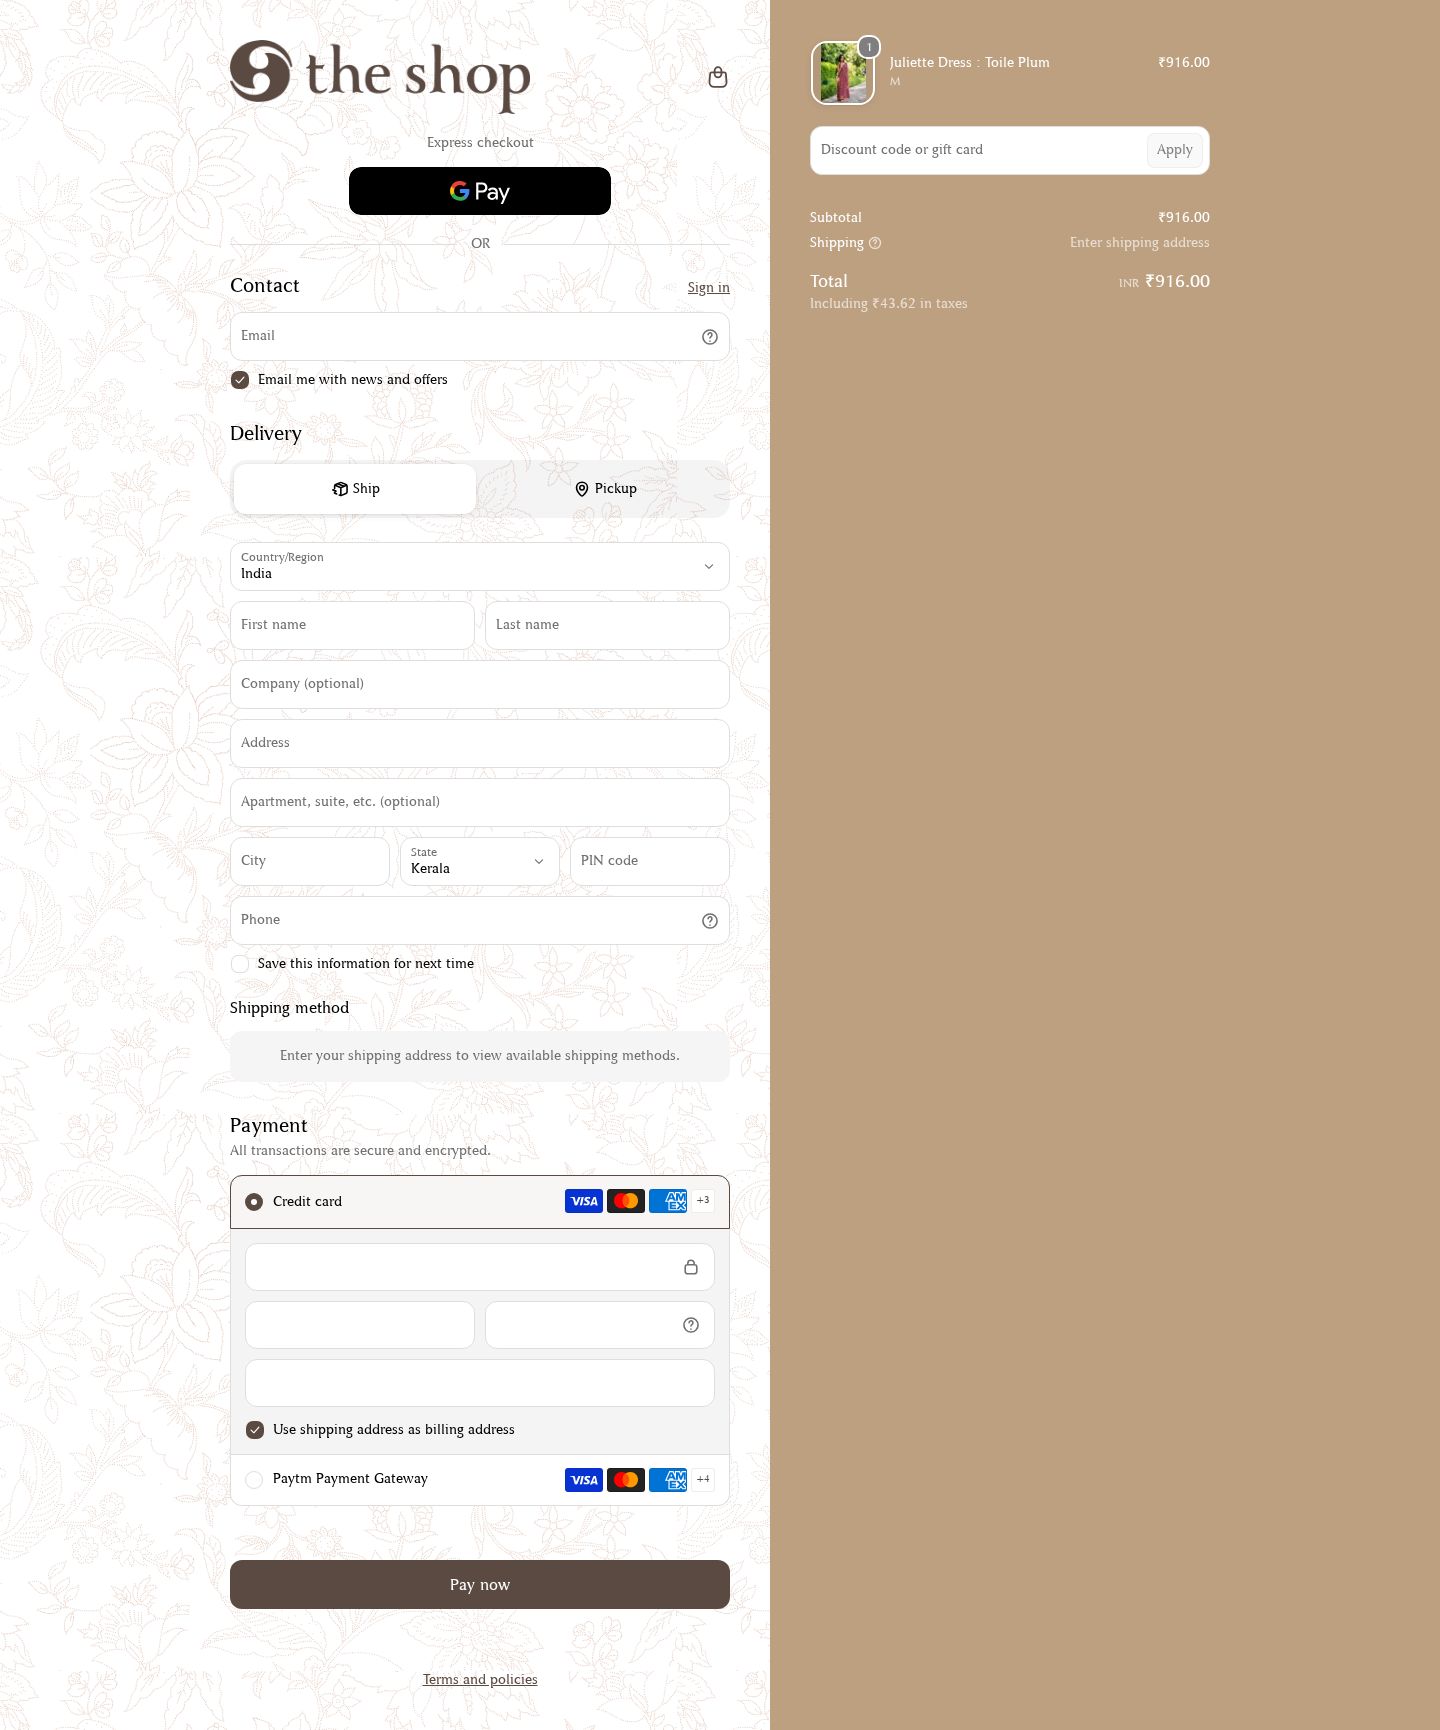 the shop
Express checkout
G Pay
OR
Contact
Sign in
Email
Email me with news and offers
Delivery
Ship
Pickup
Country/Region
India
First name
Last name
Company (optional)
Address
Apartment, suite, etc. (optional)
City
State
Kerala
PIN code
Phone
Save this information for next time
Shipping method
Enter your shipping address to view available shipping methods.
Payment
All transactions are secure and encrypted.
Credit card
VISA
AMEX
+3
Use shipping address as billing address
Paytm Payment Gateway
VISA
AMEX
+4
Pay now
Terms and policies
1
Juliette Dress : Toile Plum
₹916.00
M
Discount code or gift card
Apply
Subtotal
₹916.00
Shipping
Enter shipping address
Total
INR ₹916.00
Including ₹43.62 in taxes